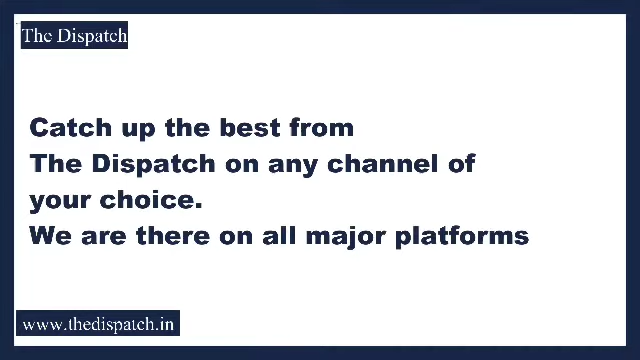 The Dispatch
Catch up the best from
The Dispatch on any channel of
your choice.
We are there on all major platforms
www.thedispatch.in